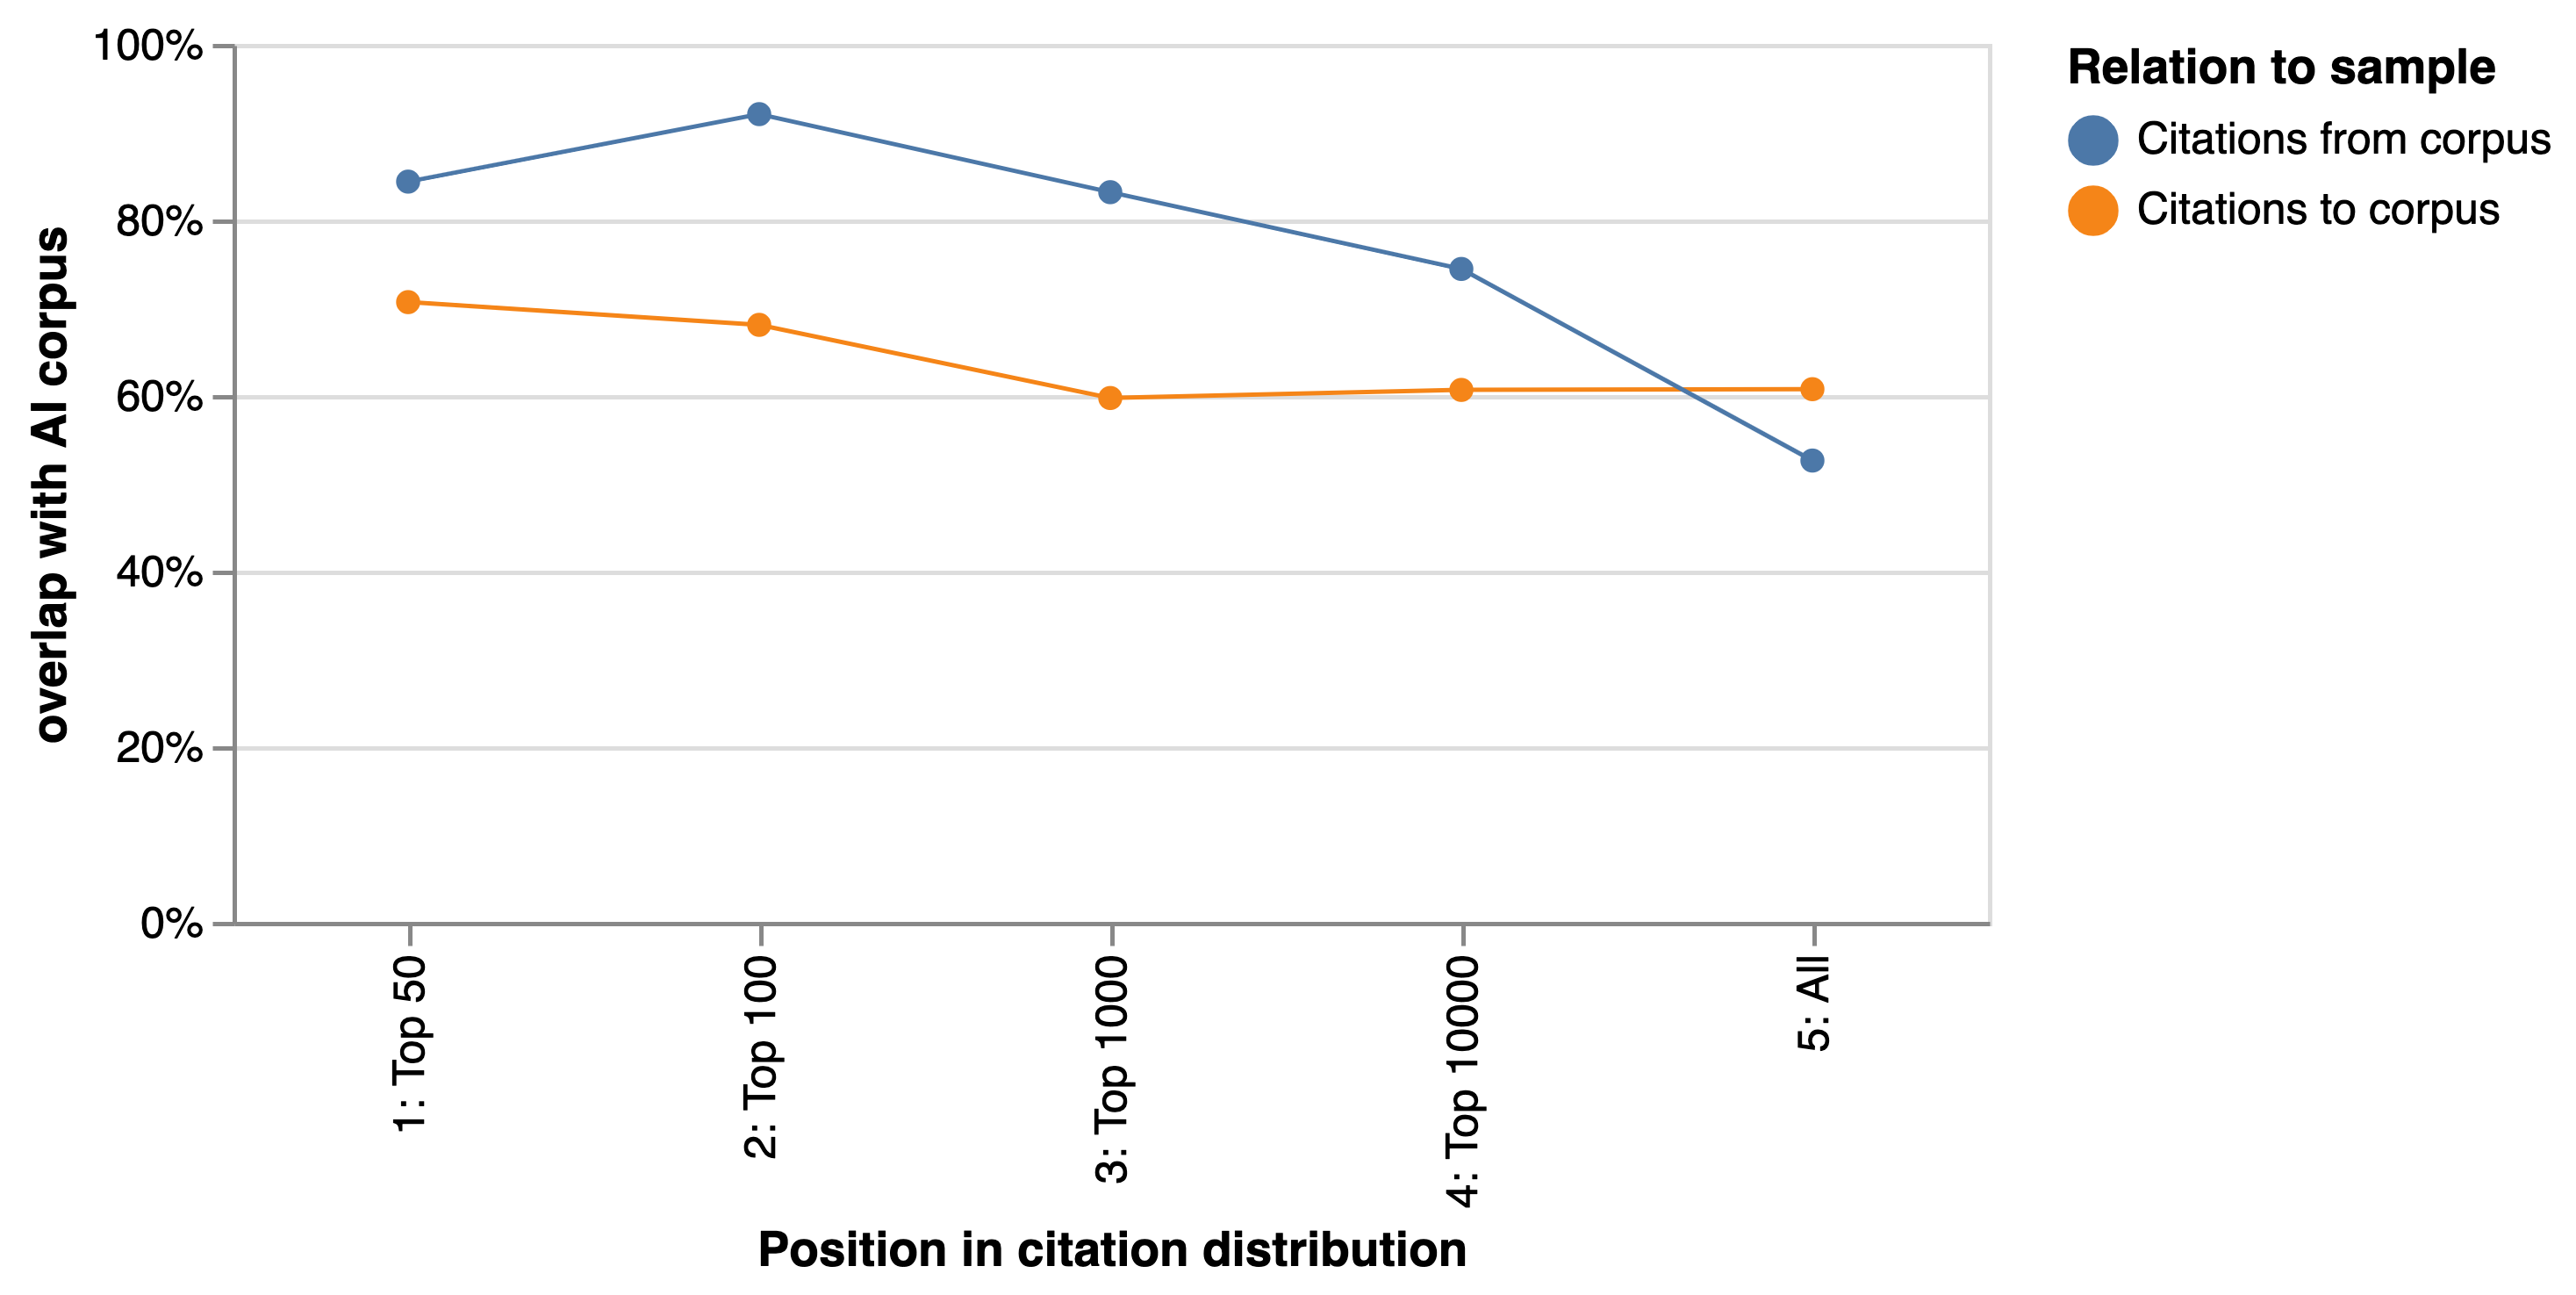 100%
80%
60%
40%
20%
0%
overlap with AI corpus
1: Top 50
2: Top 100
3: Top 1000
4: Top 10000
5: All
Position in citation distribution
Relation to sample
Citations from corpus
Citations to corpus